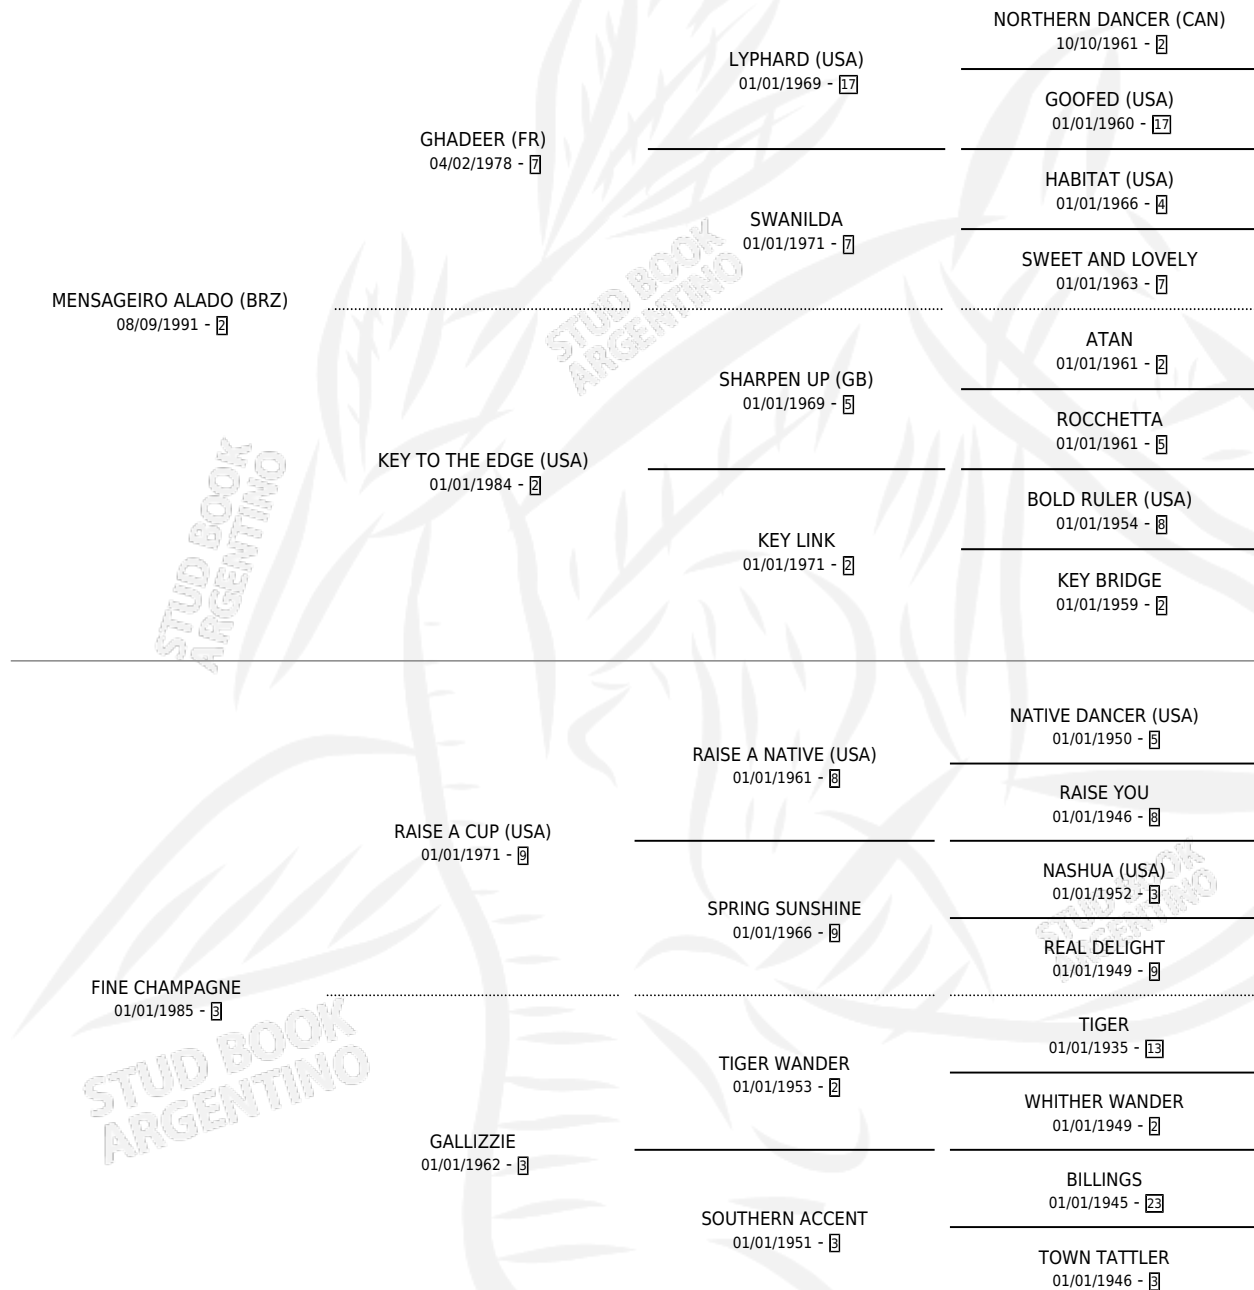 NORTHERN DANCER (CAN)
10/10/1961 - 2
LYPHARD (USA)
01/01/1969 - 17
GOOFED (USA)
01/01/1960 - 17
GHADEER (FR)
04/02/1978 - 7
HABITAT (USA)
01/01/1966 - 4
SWANILDA
01/01/1971 - 7
SWEET AND LOVELY
01/01/1963 - 7
MENSAGEIRO ALADO (BRZ)
08/09/1991 - 2
STUD BOOK
ARGENTINO
ATAN
01/01/1961 - 2
SHARPEN UP (GB)
01/01/1969 - 5
ROCCHETTA
01/01/1961 - 5
KEY TO THE EDGE (USA)
01/01/1984 - 2
BOLD RULER (USA)
01/01/1954 - 8
KEY LINK
01/01/1971 - 2
KEY BRIDGE
01/01/1959 - 2
STUD BOOK
ARGENTINO
NATIVE DANCER (USA)
01/01/1950 - 5
RAISE A NATIVE (USA)
01/01/1961 - 8
RAISE YOU
01/01/1946 - 8
RAISE A CUP (USA)
01/01/1971 - 9
NASHUA (USA)
01/01/1952 - 3
SPRING SUNSHINE
01/01/1966 - 9
STUD BOOK
ARGENTINO
REAL DELIGHT
01/01/1949 - 9
FINE CHAMPAGNE
01/01/1985 - 3
STUD BOOK
ARGENTINO
TIGER
01/01/1935 - 13
TIGER WANDER
01/01/1953 - 2
WHITHER WANDER
01/01/1949 - 2
GALLIZZIE
01/01/1962 - 3
BILLINGS
01/01/1945 - 23
SOUTHERN ACCENT
01/01/1951 - 3
TOWN TATTLER
01/01/1946 - 3